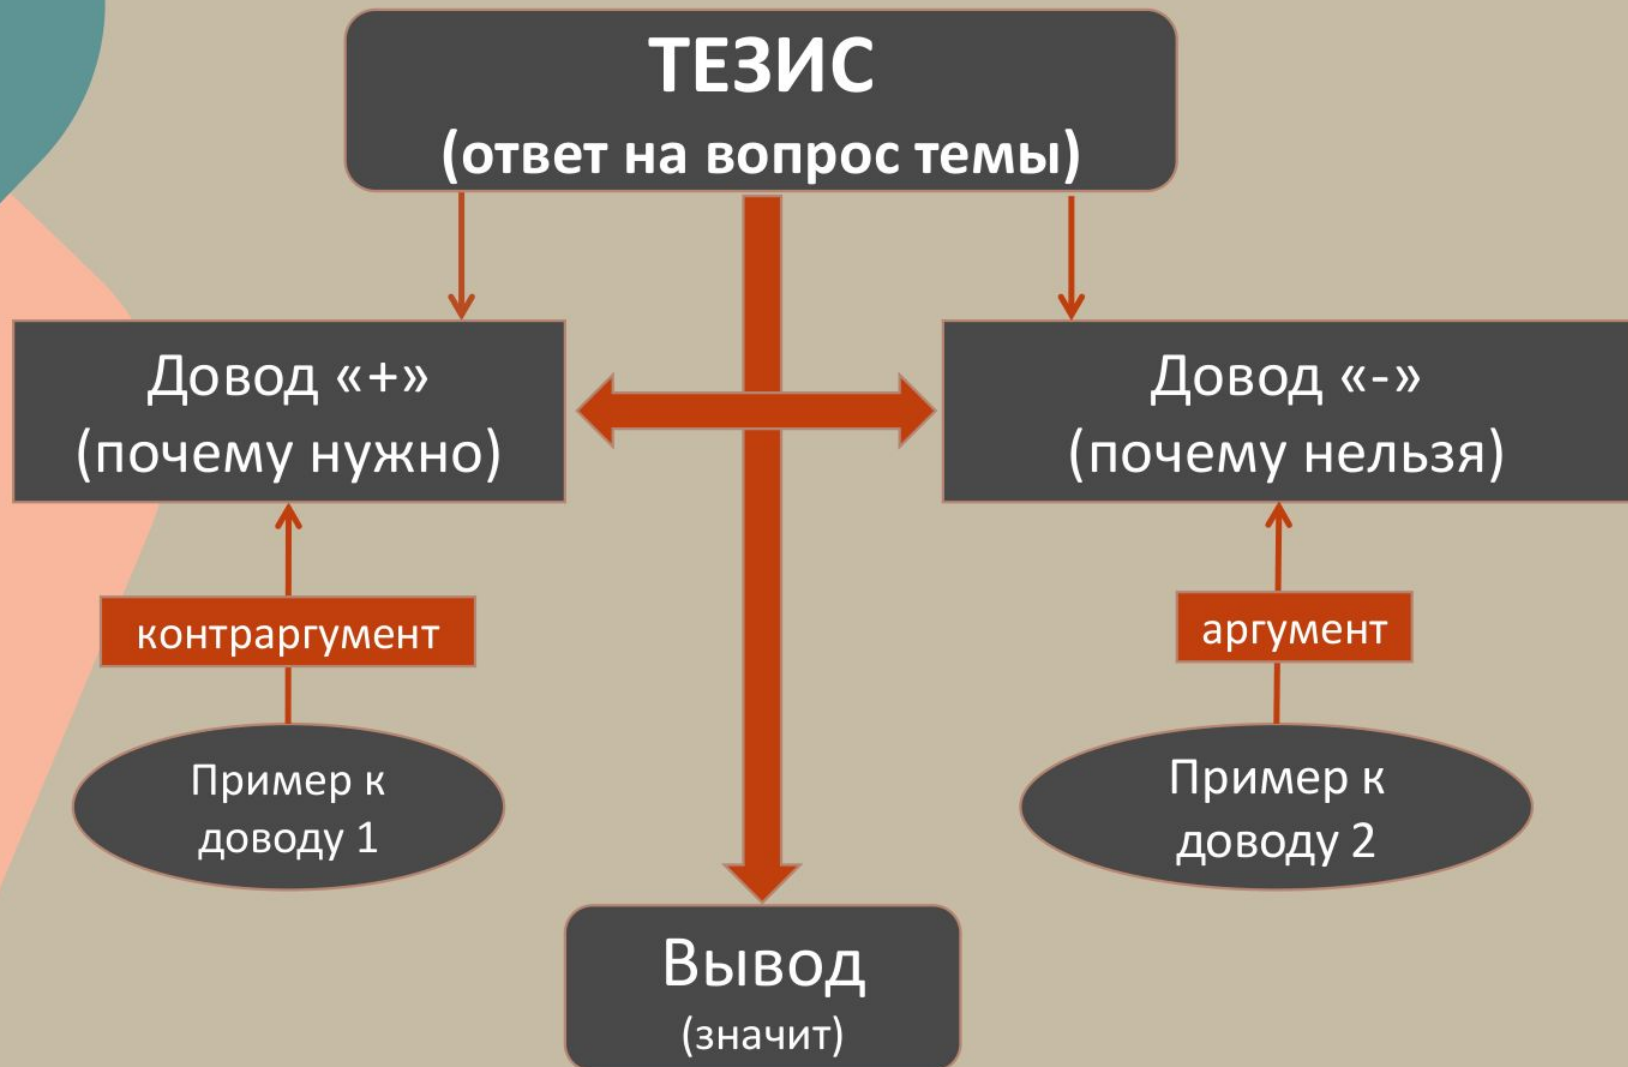 ТЕЗИС
(ответ на вопрос темы)
Довод «+»
(почему нужно)
Довод «-»
(почему нельзя)
контраргумент
аргумент
Пример к
доводу 1
Пример к
доводу 2
Вывод
(значит)